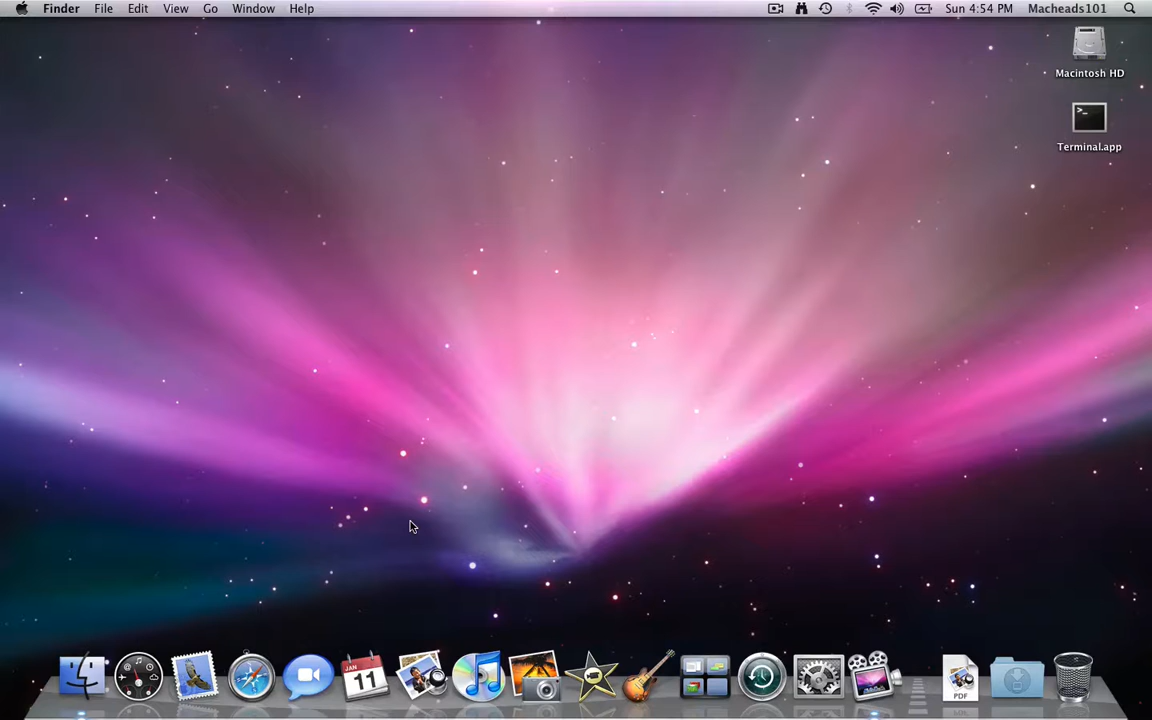 Finder File Edit View Go Window Help Sun 4:54 PM Macheads101
Macintosh HD
Terminal.app
JAN
11
PDF